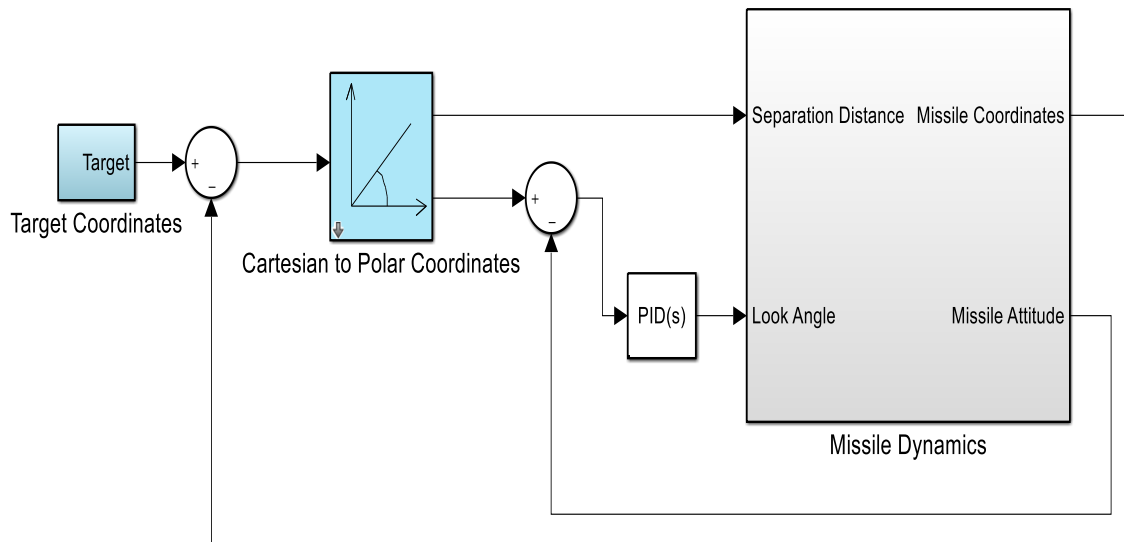 Target
Target Coordinates
+
−
Cartesian to Polar Coordinates
+
−
PID(s)
Separation Distance
Missile Coordinates
Look Angle
Missile Attitude
Missile Dynamics